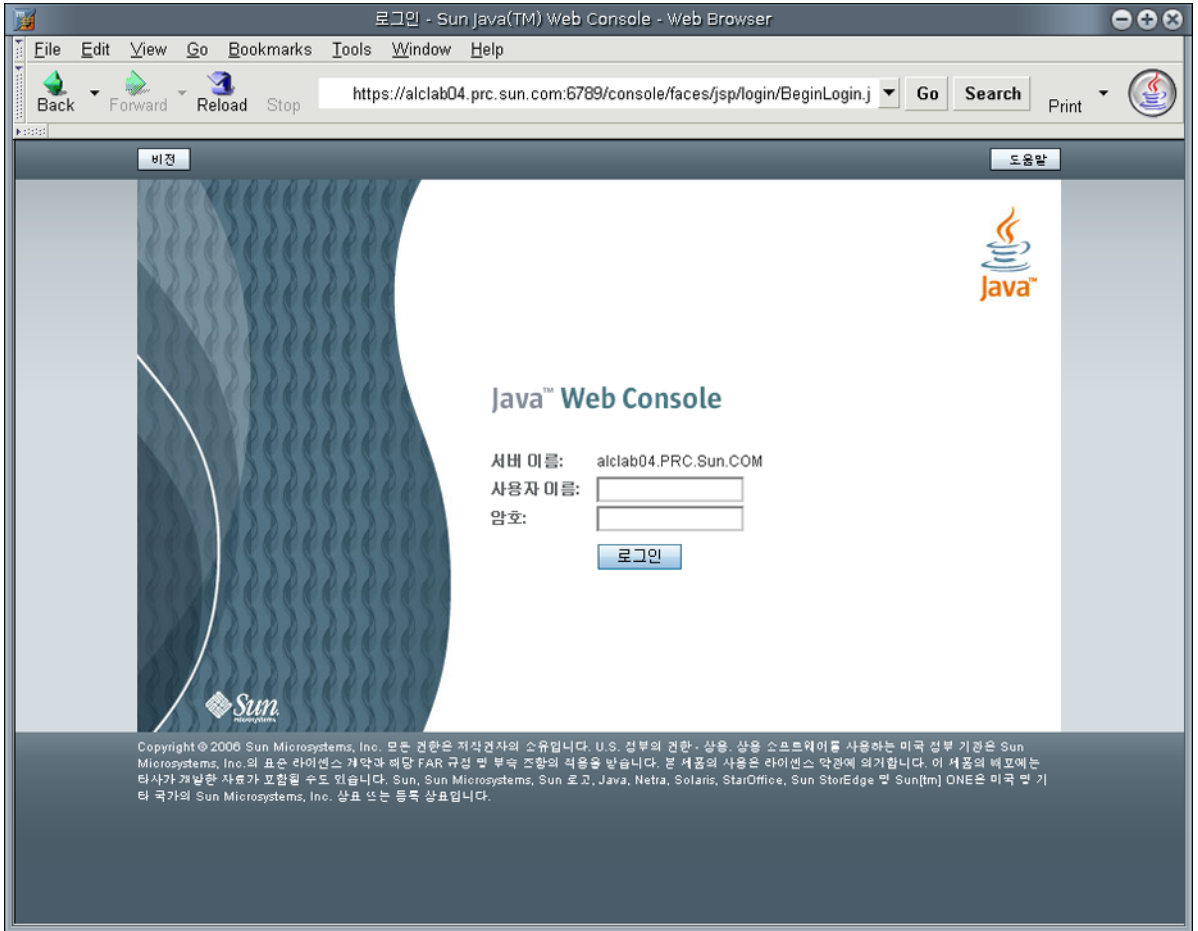 로그인 - Sun Java(TM) Web Console - Web Browser
File Edit View Go Bookmarks Tools Window Help
Back Forward Reload Stop https://alclab04.prc.sun.com:6789/console/faces/jsp/login/BeginLogin.j Go Search Print
비전 도움말
Java™
Java™ Web Console
서버 이름: alclab04.PRC.Sun.COM
사용자 이름:
암호:
로그인
Sun
microsystems
Copyright © 2006 Sun Microsystems, Inc. 모든 권한은 저작권자의 소유입니다. U.S. 정부의 권한 - 상용. 상용 소프트웨어를 사용하는 미국 정부 기관은 Sun
Microsystems, Inc.의 표준 라이센스 계약과 해당 FAR 규정 및 부속 조항의 적용을 받습니다. 본 제품의 사용은 라이센스 약관에 의거합니다. 이 제품의 배포에는
타사가 개발한 자료가 포함될 수도 있습니다. Sun, Sun Microsystems, Sun 로고, Java, Netra, Solaris, StarOffice, Sun StorEdge 및 Sun[tm] ONE은 미국 및 기
타 국가의 Sun Microsystems, Inc. 상표 또는 등록 상표입니다.